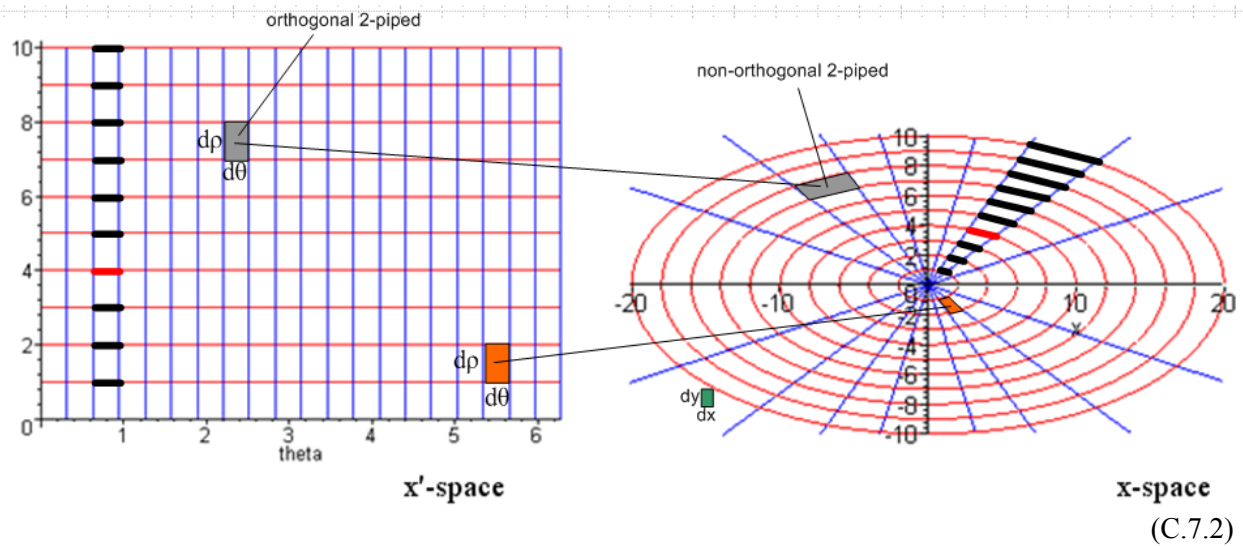 orthogonal 2-piped
10
8
6
4
2
0
1
2
3
4
5
6
theta
dρ
dθ
dρ
dθ
x′-space
non-orthogonal 2-piped
10
8
6
4
2
0
-2
-4
-6
-8
-10
-20
-10
10
20
x
dy
dx
x-space
(C.7.2)